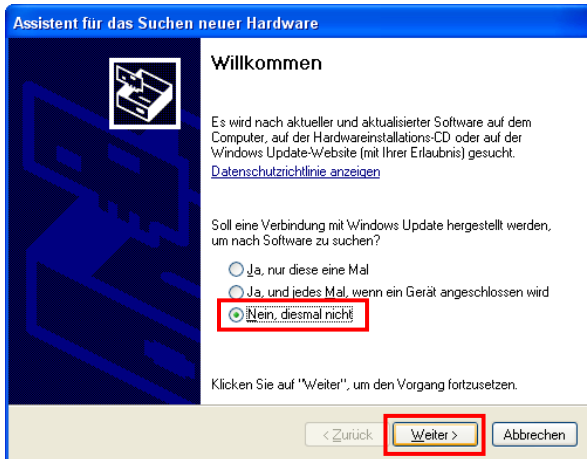 Assistent für das Suchen neuer Hardware
Willkommen
Es wird nach aktueller und aktualisierter Software auf dem
Computer, auf der Hardwareinstallations-CD oder auf der
Windows Update-Website (mit Ihrer Erlaubnis) gesucht.
Datenschutzrichtlinie anzeigen
Soll eine Verbindung mit Windows Update hergestellt werden,
um nach Software zu suchen?
Ja, nur diese eine Mal
Ja, und jedes Mal, wenn ein Gerät angeschlossen wird
Nein, diesmal nicht
Klicken Sie auf "Weiter", um den Vorgang fortzusetzen.
< Zurück Weiter > Abbrechen